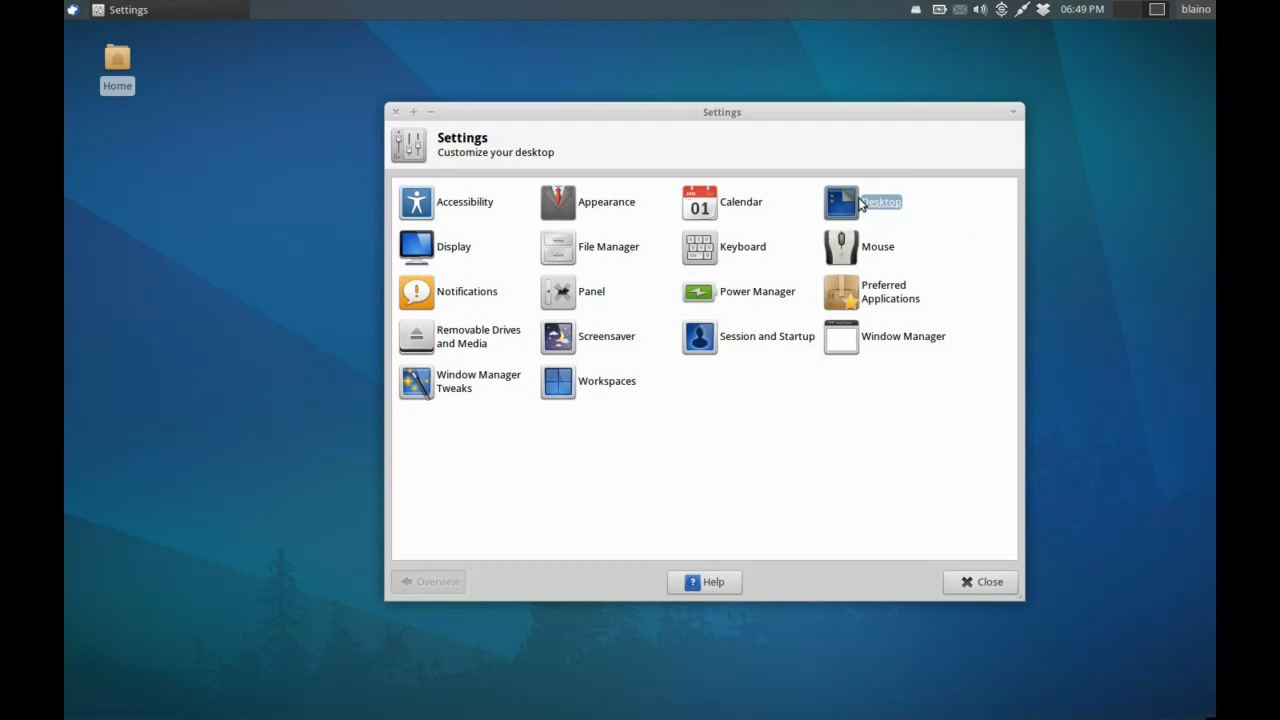 Settings
06:49 PM
blaino
Home
Settings
Settings
Customize your desktop
Accessibility
Appearance
JAN
01
Calendar
Desktop
Display
File Manager
Keyboard
Mouse
Notifications
Panel
Power Manager
Preferred
Applications
Removable Drives
and Media
Screensaver
Session and Startup
Window Manager
Window Manager
Tweaks
Workspaces
Overview
? Help
Close